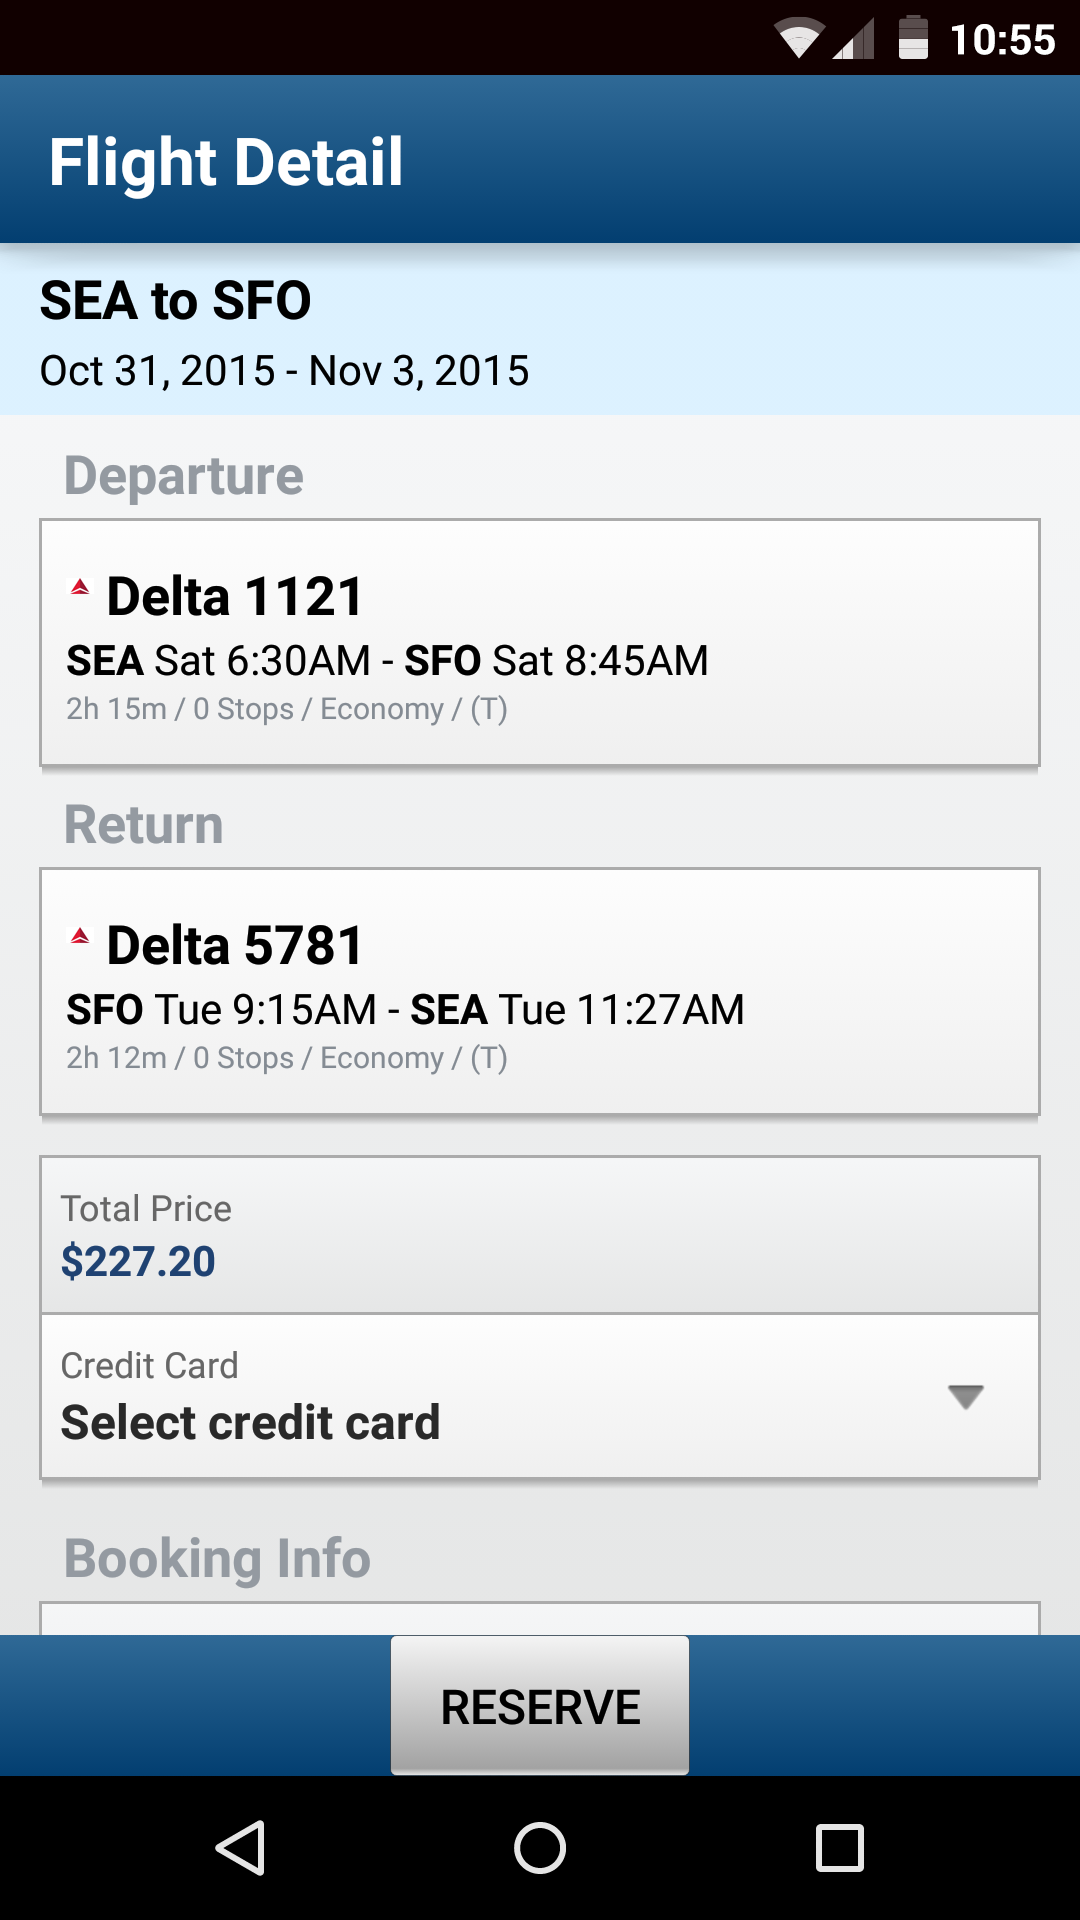 10:55
Flight Detail
SEA to SFO
Oct 31, 2015 - Nov 3, 2015
Departure
Delta 1121
SEA Sat 6:30AM - SFO Sat 8:45AM
2h 15m / 0 Stops / Economy / (T)
Return
Delta 5781
SFO Tue 9:15AM - SEA Tue 11:27AM
2h 12m / 0 Stops / Economy / (T)
Total Price
$227.20
Credit Card
Select credit card
Booking Info
RESERVE